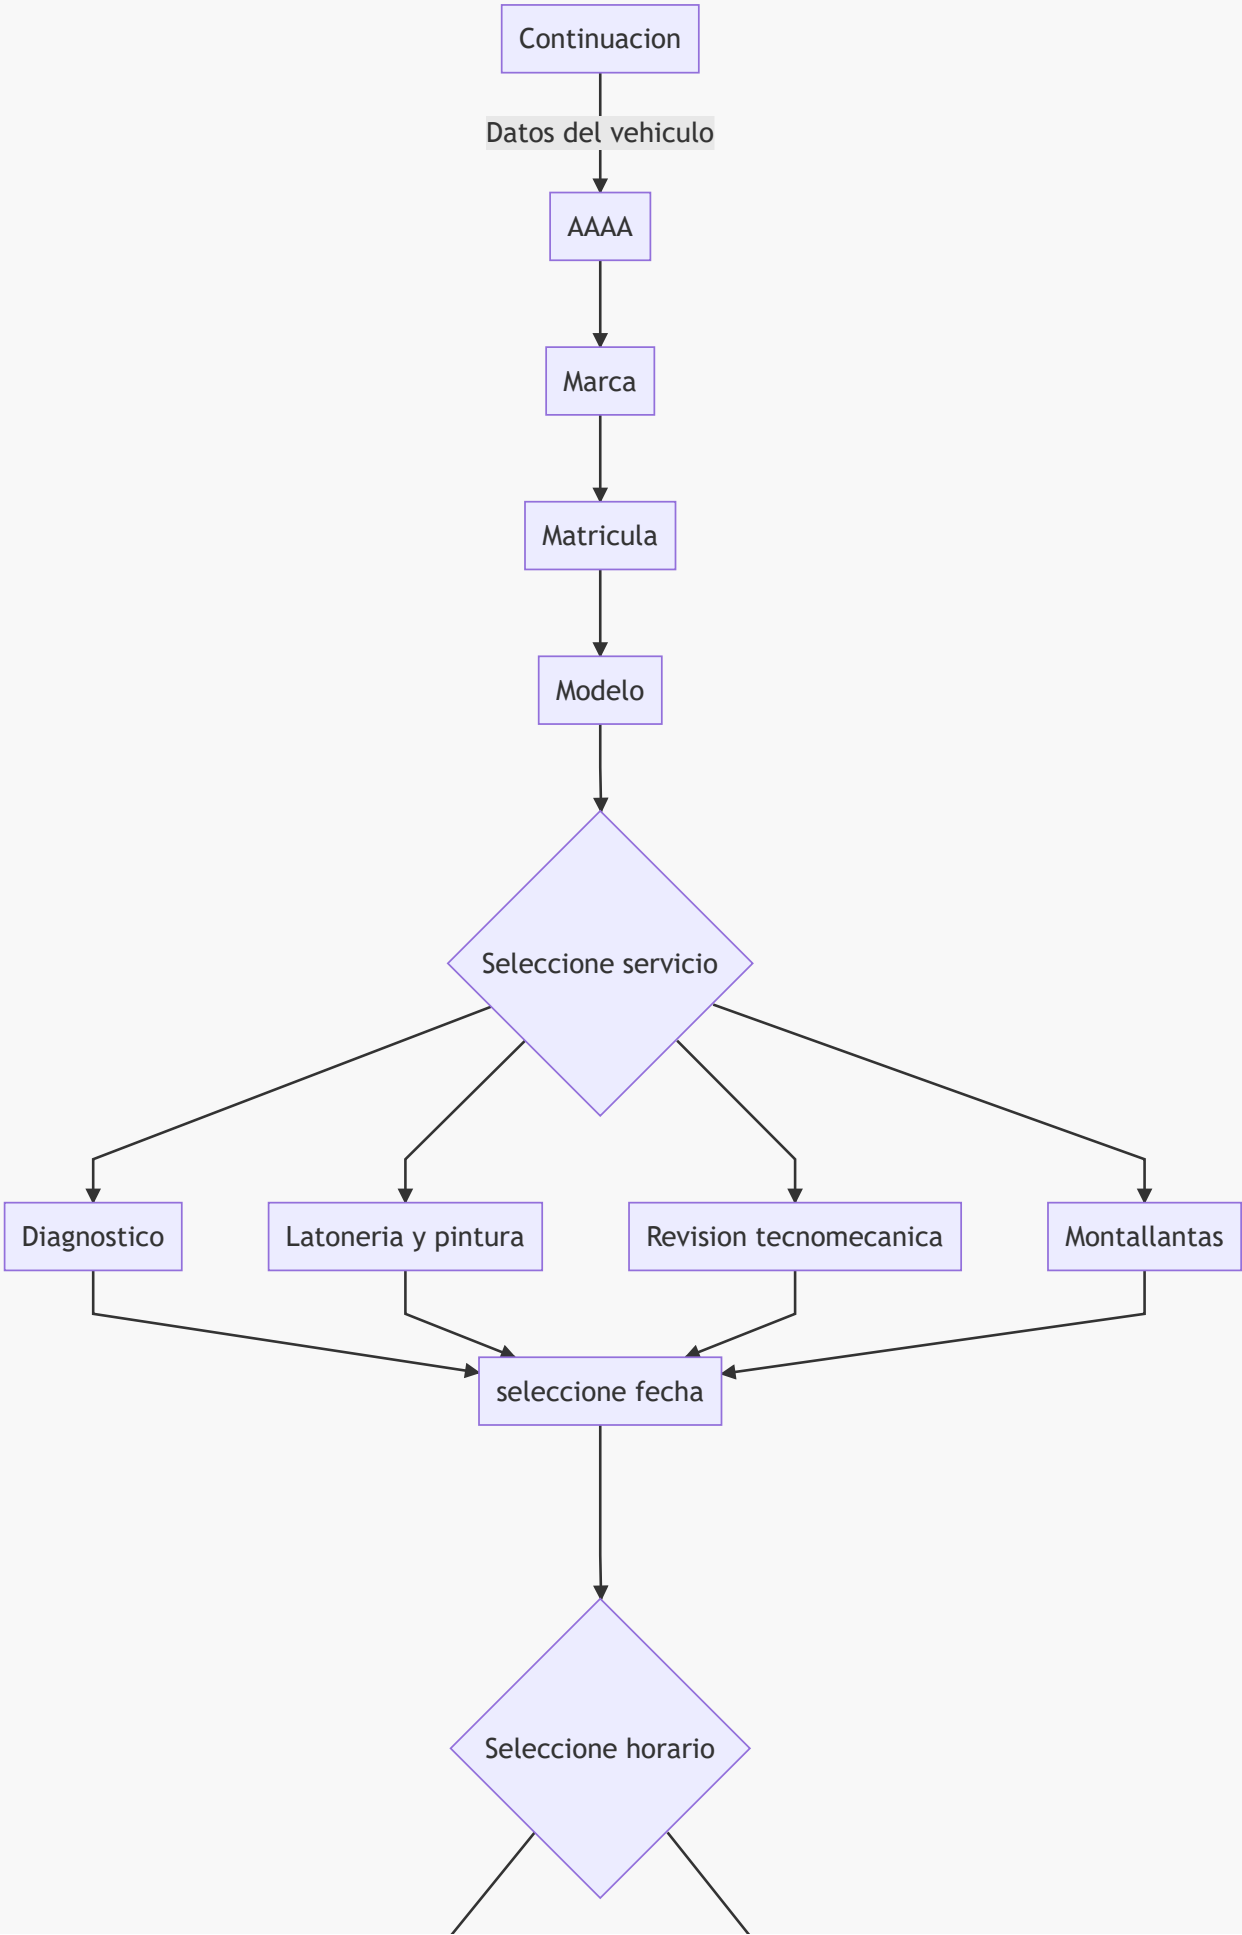 Continuacion
Datos del vehiculo
AAAA
Marca
Matricula
Modelo
Seleccione servicio
Diagnostico
Latoneria y pintura
Revision tecnomecanica
Montallantas
seleccione fecha
Seleccione horario